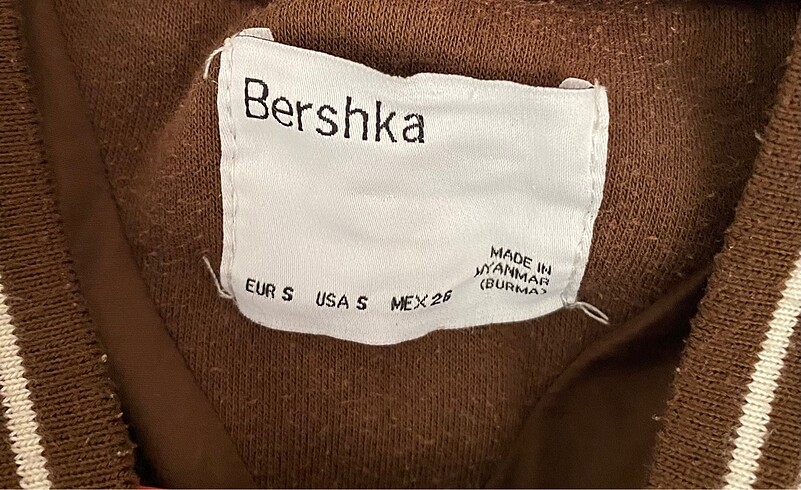 Bershka
MADE IN
MYANMAR
(BURMA)
EUR S USA S MEX 26